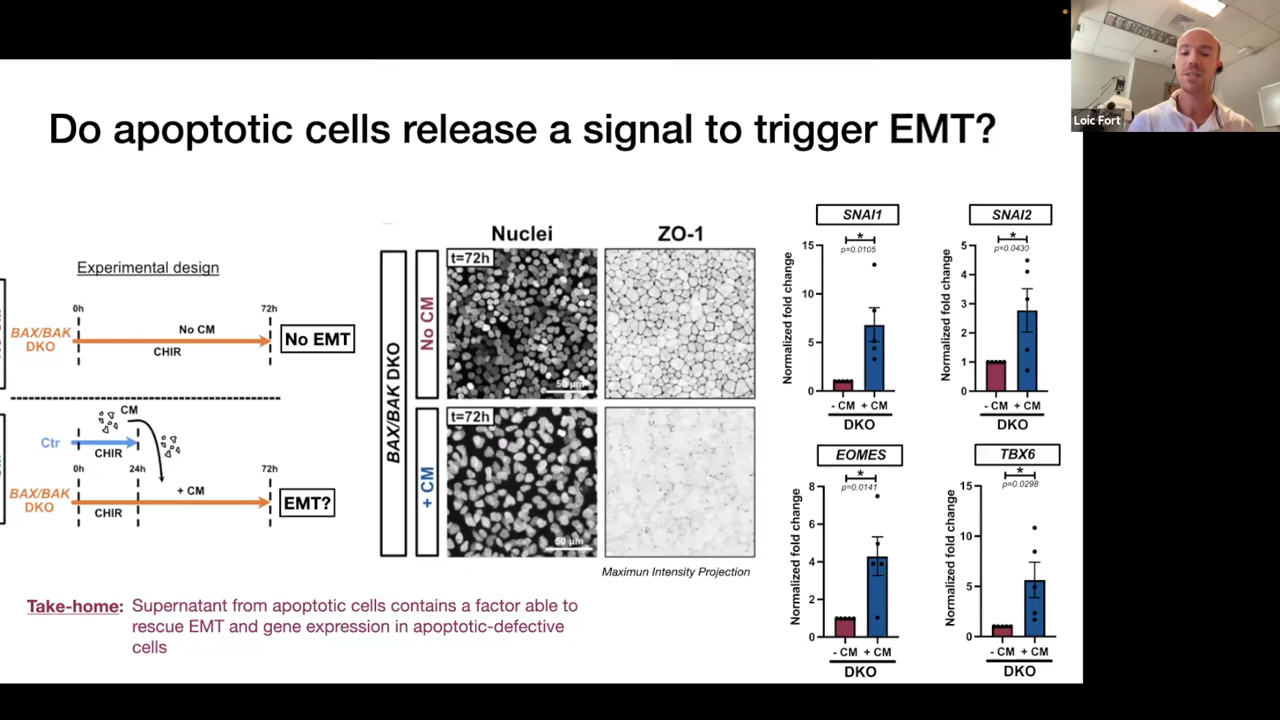 Loic Fort
Do apoptotic cells release a signal to trigger EMT?
Experimental design
0h
72h
BAX/BAK
DKO
No CM
CHIR
No EMT
CM
Ctr
CHIR
0h
24h
72h
BAX/BAK
DKO
+ CM
CHIR
EMT?
Nuclei
ZO-1
BAX/BAK DKO
No CM
t=72h
50 µm
+ CM
t=72h
50 µm
Maximun Intensity Projection
SNAI1
Normalized fold change
15
10
5
0
*
p=0.0105
- CM + CM
DKO
SNAI2
Normalized fold change
5
4
3
2
1
0
*
p=0.0430
- CM + CM
DKO
EOMES
Normalized fold change
8
6
4
2
0
*
p=0.0141
- CM + CM
DKO
TBX6
Normalized fold change
15
10
5
0
*
p=0.0298
- CM + CM
DKO
Take-home: Supernatant from apoptotic cells contains a factor able to
rescue EMT and gene expression in apoptotic-defective
cells